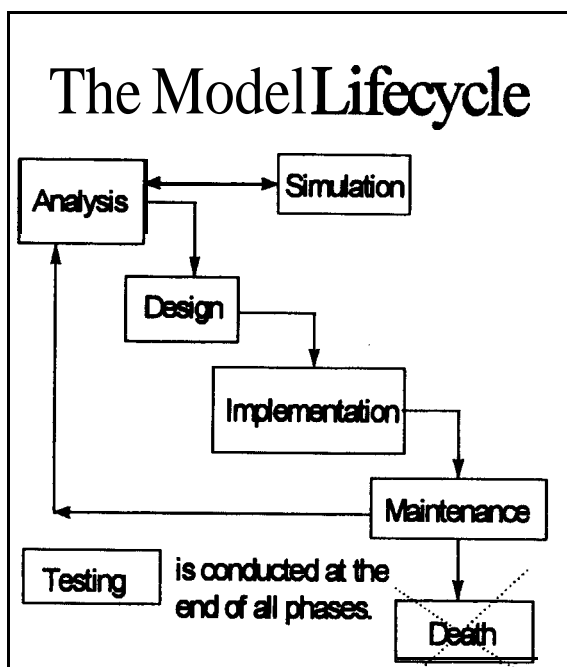 The Model Lifecycle
Analysis
Simulation
Design
Implementation
Maintenance
Testing
is conducted at the
end of all phases.
Death